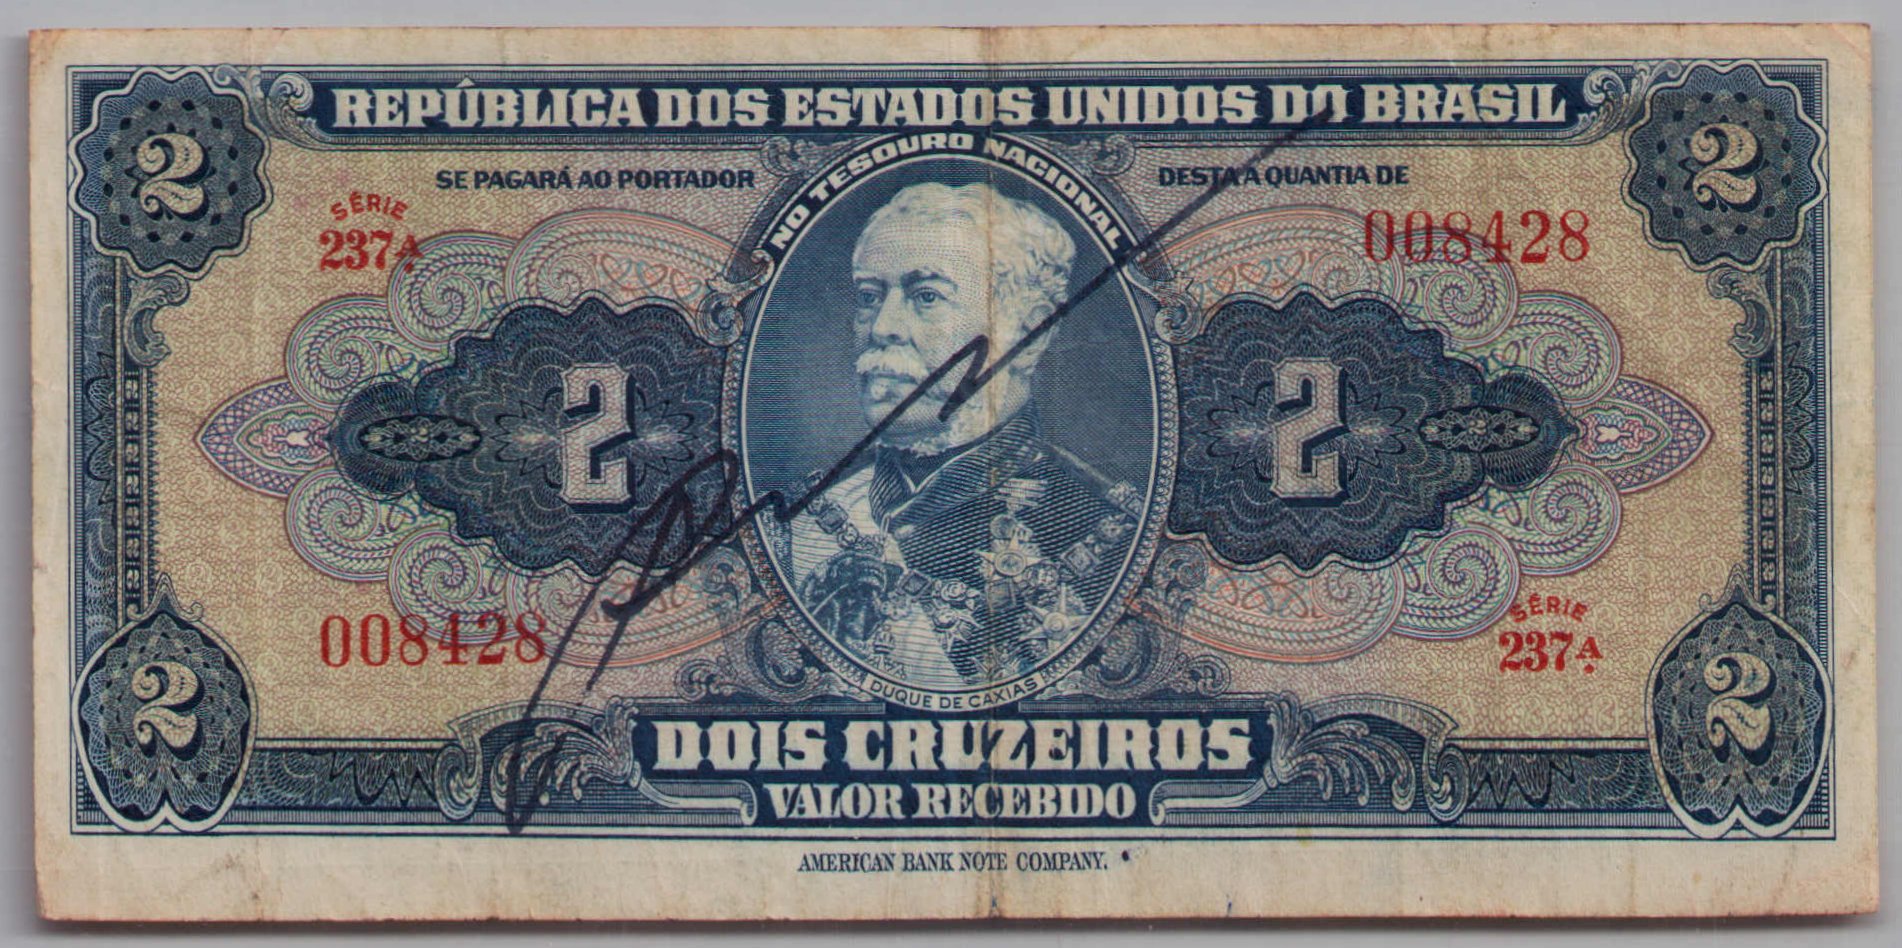 REPÚBLICA DOS ESTADOS UNIDOS DO BRASIL
2
2
NO TESOURO NACIONAL
SE PAGARÁ AO PORTADOR
DESTA A QUANTIA DE
SÉRIE
237A
008428
2
2
008428
SÉRIE
237A
DUQUE DE CAXIAS
2
2
DOIS CRUZEIROS
VALOR RECEBIDO
AMERICAN BANK NOTE COMPANY.